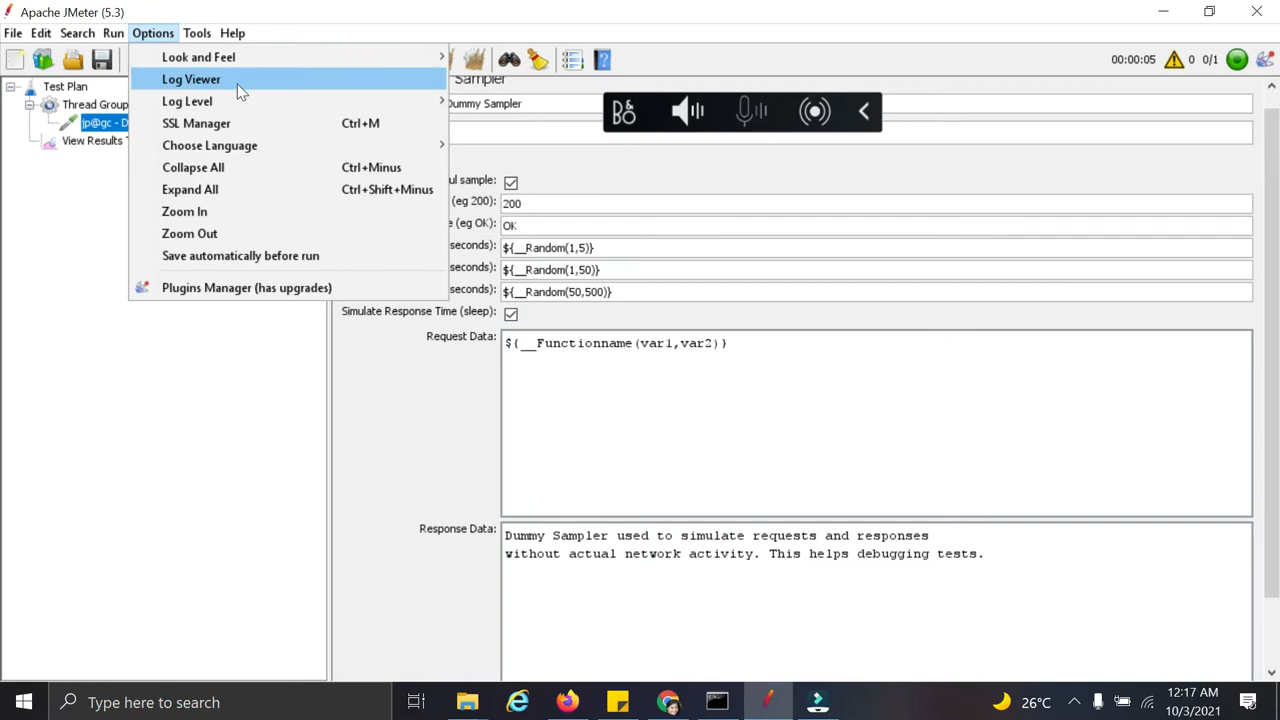 Apache JMeter (5.3)
File Edit Search Run Options Tools Help
00:00:05 0 0/1
Look and Feel
Log Viewer
Log Level
SSL Manager Ctrl+M
Choose Language
Collapse All Ctrl+Minus
Expand All Ctrl+Shift+Minus
Zoom In
Zoom Out
Save automatically before run
Plugins Manager (has upgrades)
Test Plan
Thread Group
jp@gc - D
View Results T
Sampler
Dummy Sampler
ul sample:
(eg 200): 200
e (eg OK): OK
seconds): ${__Random(1,5)}
seconds): ${__Random(1,50)}
seconds): ${__Random(50,500)}
Simulate Response Time (sleep):
Request Data: ${__Functionname(var1,var2)}
Response Data: Dummy Sampler used to simulate requests and responses
without actual network activity. This helps debugging tests.
Type here to search
26°C
12:17 AM
10/3/2021